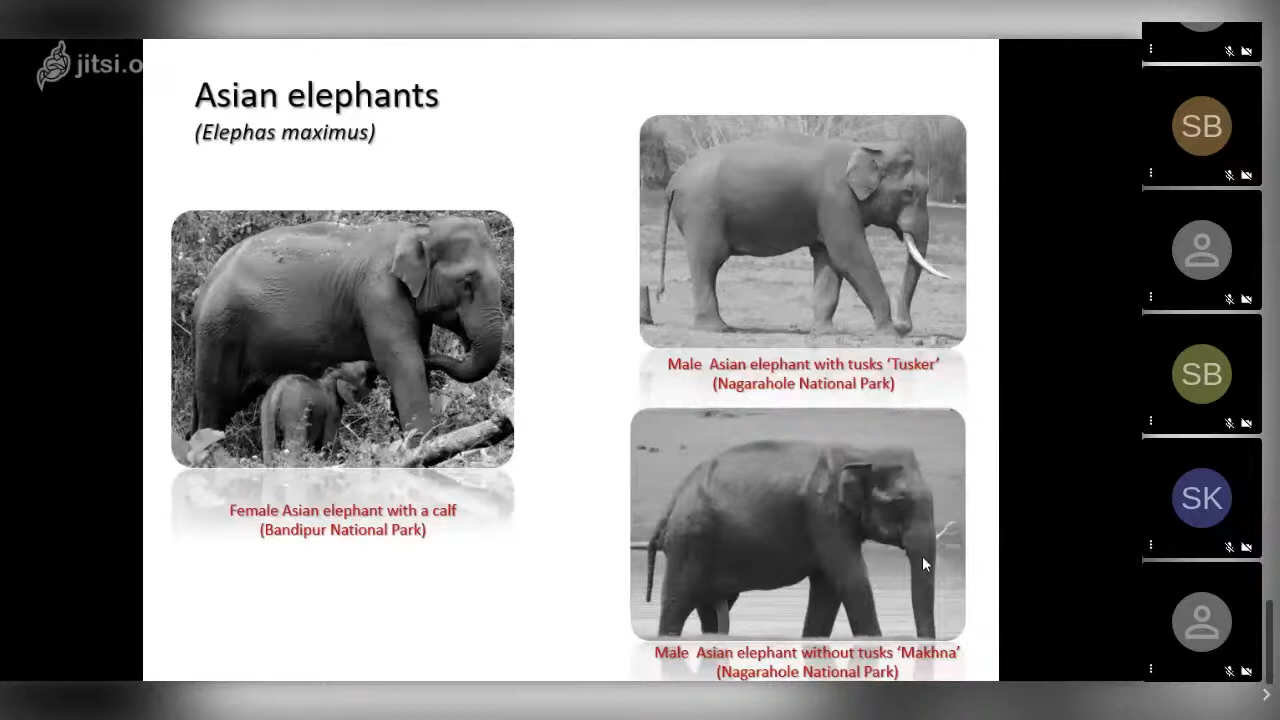 jitsi.o
Asian elephants
(Elephas maximus)
Female Asian elephant with a calf
(Bandipur National Park)
Male  Asian elephant with tusks ‘Tusker’
(Nagarahole National Park)
Male  Asian elephant without tusks ‘Makhna’
(Nagarahole National Park)
SB
SB
SK